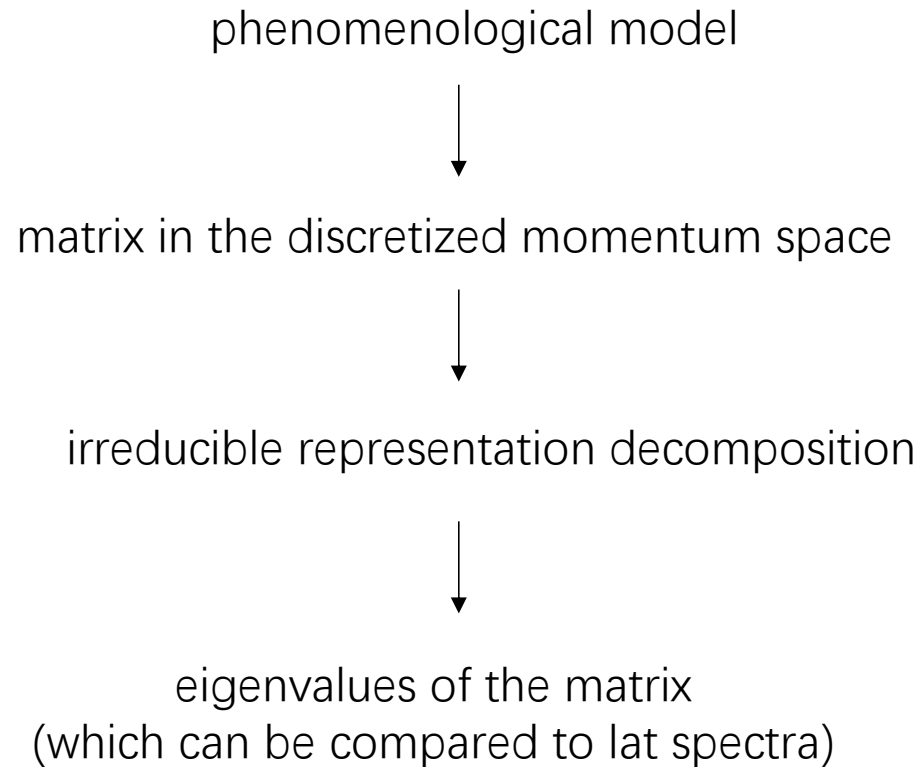 phenomenological model
matrix in the discretized momentum space
irreducible representation decomposition
eigenvalues of the matrix
(which can be compared to lat spectra)